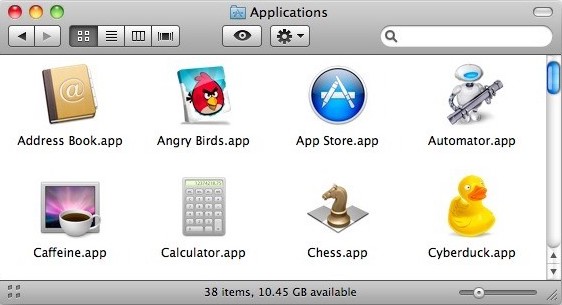 Applications
Address Book.app
Angry Birds.app
App Store.app
Automator.app
Caffeine.app
Calculator.app
Chess.app
Cyberduck.app
38 items, 10.45 GB available